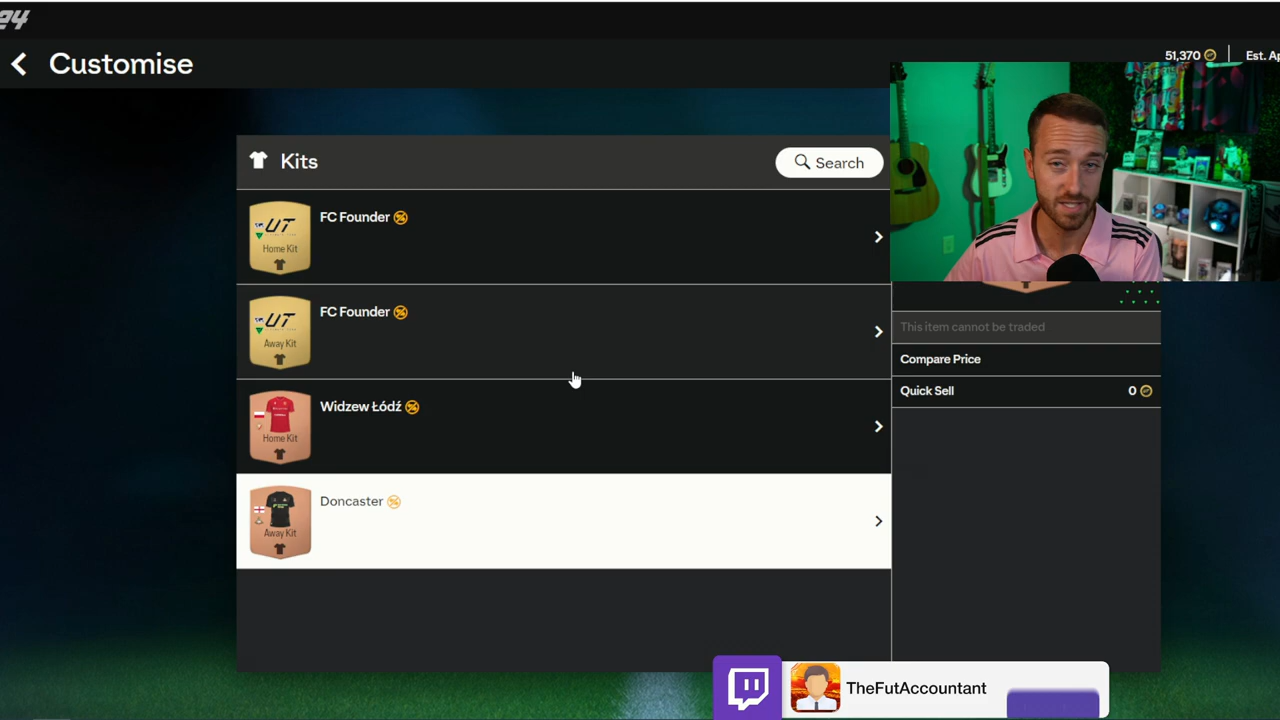 24
Customise
51,370
Est. Ap
Kits
Search
UT
Home Kit
FC Founder
UT
Away Kit
FC Founder
Home Kit
Widzew Łódź
Away Kit
Doncaster
This item cannot be traded
Compare Price
Quick Sell 0
TheFutAccountant